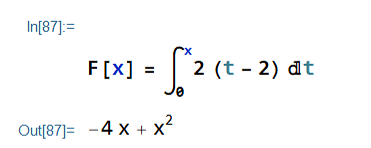 In[87]:=
F[x] = ∫₀ˣ 2 (t - 2) ⅆt
Out[87]= -4 x + x²